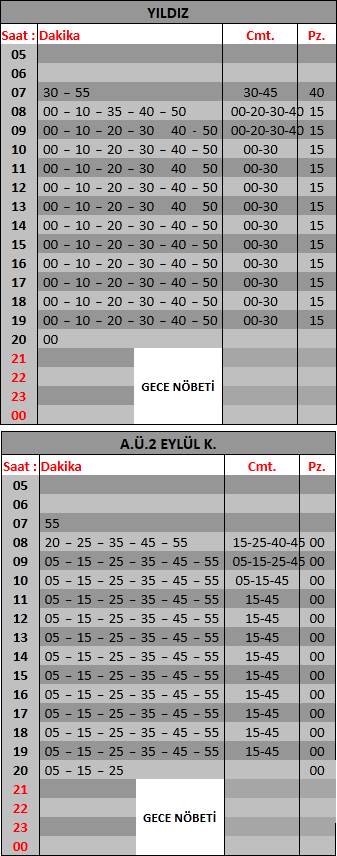 YILDIZ
Saat : Dakika Cmt. Pz.
05
06
07 30 – 55 30-45 40
08 00 – 10 – 35 – 40 – 50 00-20-30-40 15
09 00 – 10 – 20 – 30 40 - 50 00-20-30-40 15
10 00 – 10 – 20 – 30 – 40 – 50 00-30 15
11 00 – 10 – 20 – 30 40 – 50 00-30 15
12 00 – 10 – 20 – 30 – 40 – 50 00-30 15
13 00 – 10 – 20 – 30 40 – 50 00-30 15
14 00 – 10 – 20 – 30 – 40 – 50 00-30 15
15 00 – 10 – 20 – 30 – 40 – 50 00-30 15
16 00 – 10 – 20 – 30 – 40 – 50 00-30 15
17 00 – 10 – 20 – 30 – 40 – 50 00-30 15
18 00 – 10 – 20 – 30 – 40 – 50 00-30 15
19 00 – 10 – 20 – 30 – 40 – 50 00-30 15
20 00
21
22
GECE NÖBETİ
23
00
A.Ü.2 EYLÜL K.
Saat : Dakika Cmt. Pz.
05
06
07 55
08 20 – 25 – 35 – 45 – 55 15-25-40-45 00
09 05 – 15 – 25 – 35 – 45 – 55 05-15-25-45 00
10 05 – 15 – 25 – 35 – 45 – 55 05-15-45 00
11 05 – 15 – 25 – 35 – 45 – 55 15-45 00
12 05 – 15 – 25 – 35 – 45 – 55 15-45 00
13 05 – 15 – 25 – 35 – 45 – 55 15-45 00
14 05 – 15 – 25 – 35 – 45 – 55 15-45 00
15 05 – 15 – 25 – 35 – 45 – 55 15-45 00
16 05 – 15 – 25 – 35 – 45 – 55 15-45 00
17 05 – 15 – 25 – 35 – 45 – 55 15-45 00
18 05 – 15 – 25 – 35 – 45 – 55 15-45 00
19 05 – 15 – 25 – 35 – 45 – 55 15-45 00
20 05 – 15 – 25 00
21
22
GECE NÖBETİ
23
00